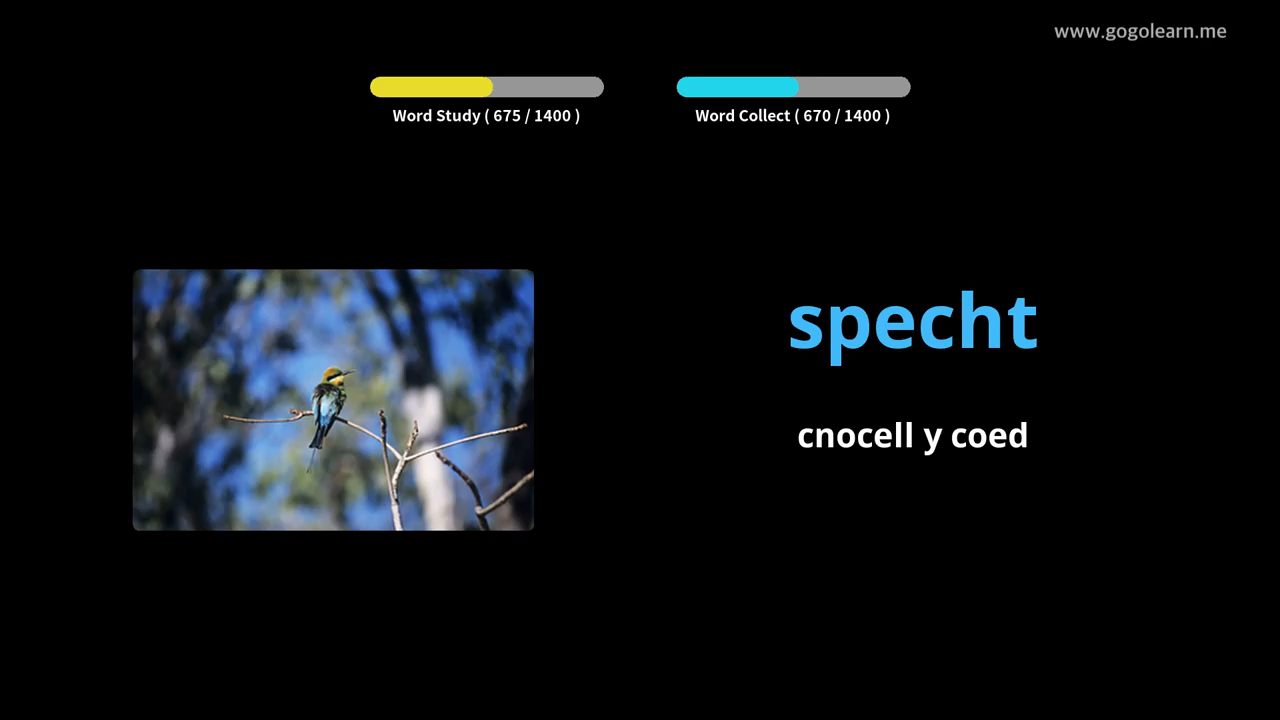 www.gogolearn.me
Word Study ( 675 / 1400 )
Word Collect ( 670 / 1400 )
specht
cnocell y coed